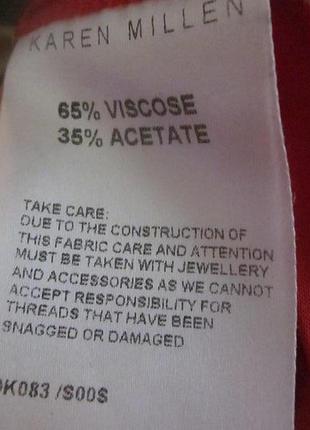 KAREN MILLEN
65% VISCOSE
35% ACETATE
TAKE CARE:
DUE TO THE CONSTRUCTION OF
THIS FABRIC CARE AND ATTENTION
MUST BE TAKEN WITH JEWELLERY
AND ACCESSORIES AS WE CANNOT
ACCEPT RESPONSIBILITY FOR
THREADS THAT HAVE BEEN
SNAGGED OR DAMAGED
DK083 /S00S